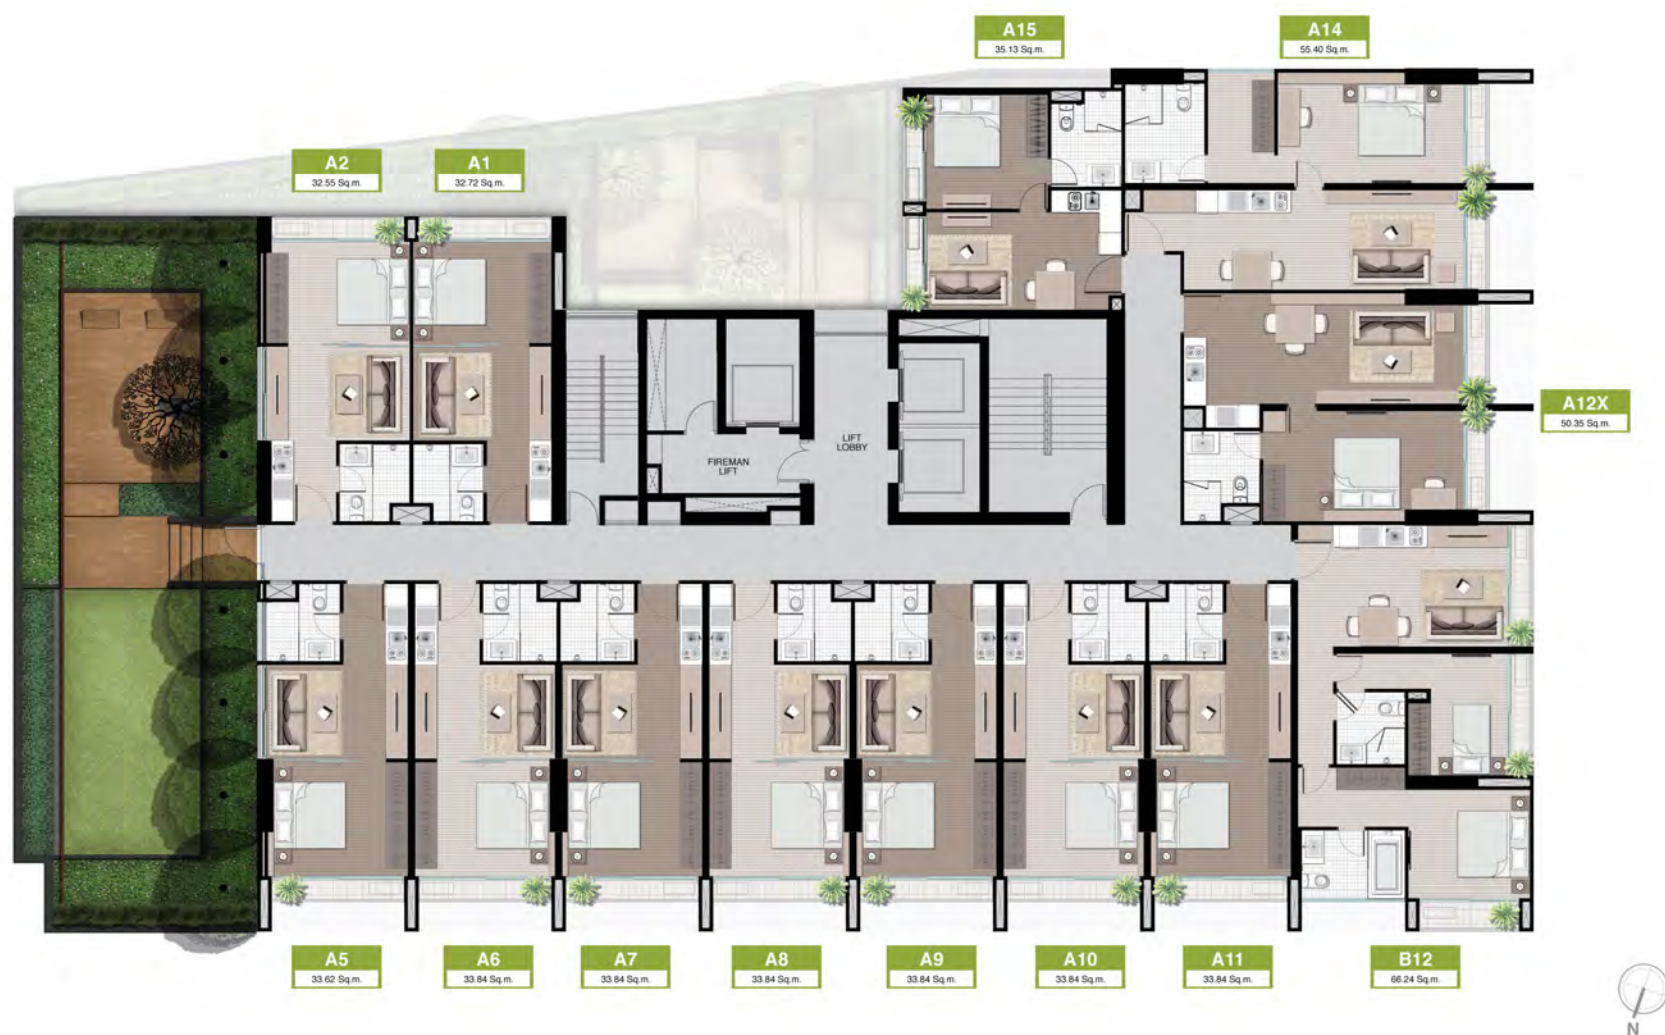 A15
35.13 Sq.m.
A14
55.40 Sq.m.
A2
32.55 Sq.m.
A1
32.72 Sq.m.
A12X
50.35 Sq.m.
LIFT
LOBBY
FIREMAN
LIFT
A5
33.62 Sq.m.
A6
33.84 Sq.m.
A7
33.84 Sq.m.
A8
33.84 Sq.m.
A9
33.84 Sq.m.
A10
33.84 Sq.m.
A11
33.84 Sq.m.
B12
66.24 Sq.m.
N